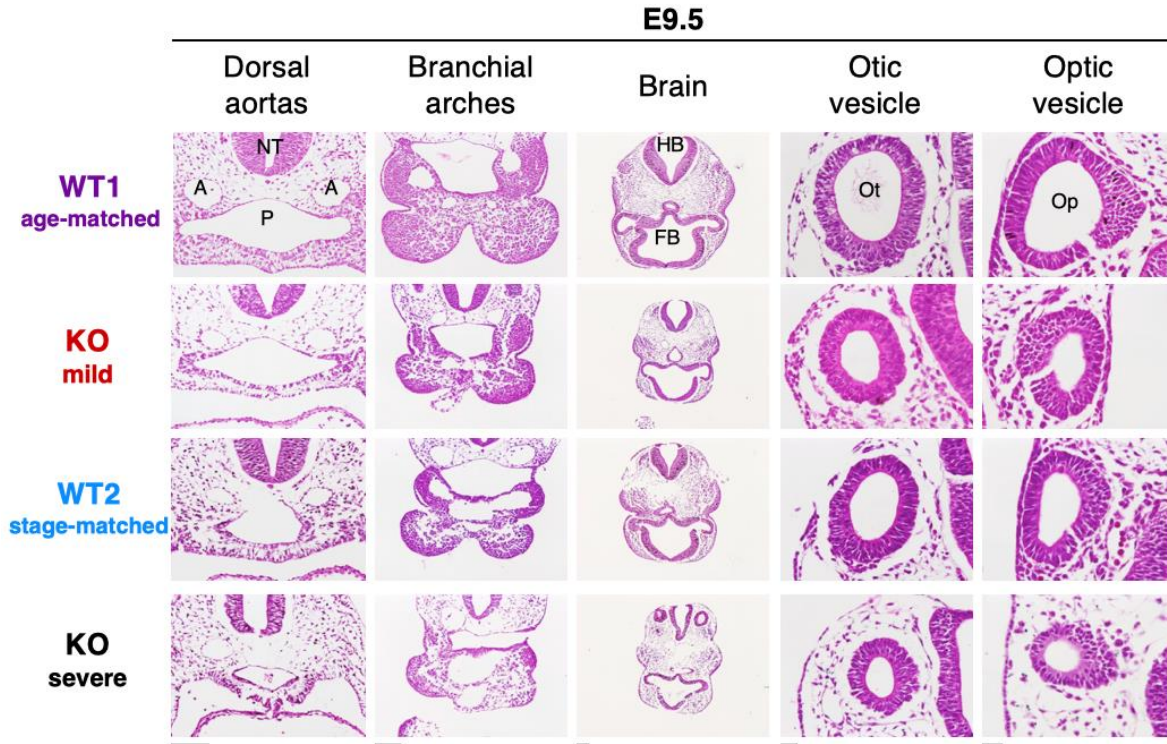 E9.5
Dorsal
aortas
Branchial
arches
Brain
Otic
vesicle
Optic
vesicle
WT1
age-matched
NT
A
A
P
HB
FB
Ot
Op
KO
mild
WT2
stage-matched
KO
severe